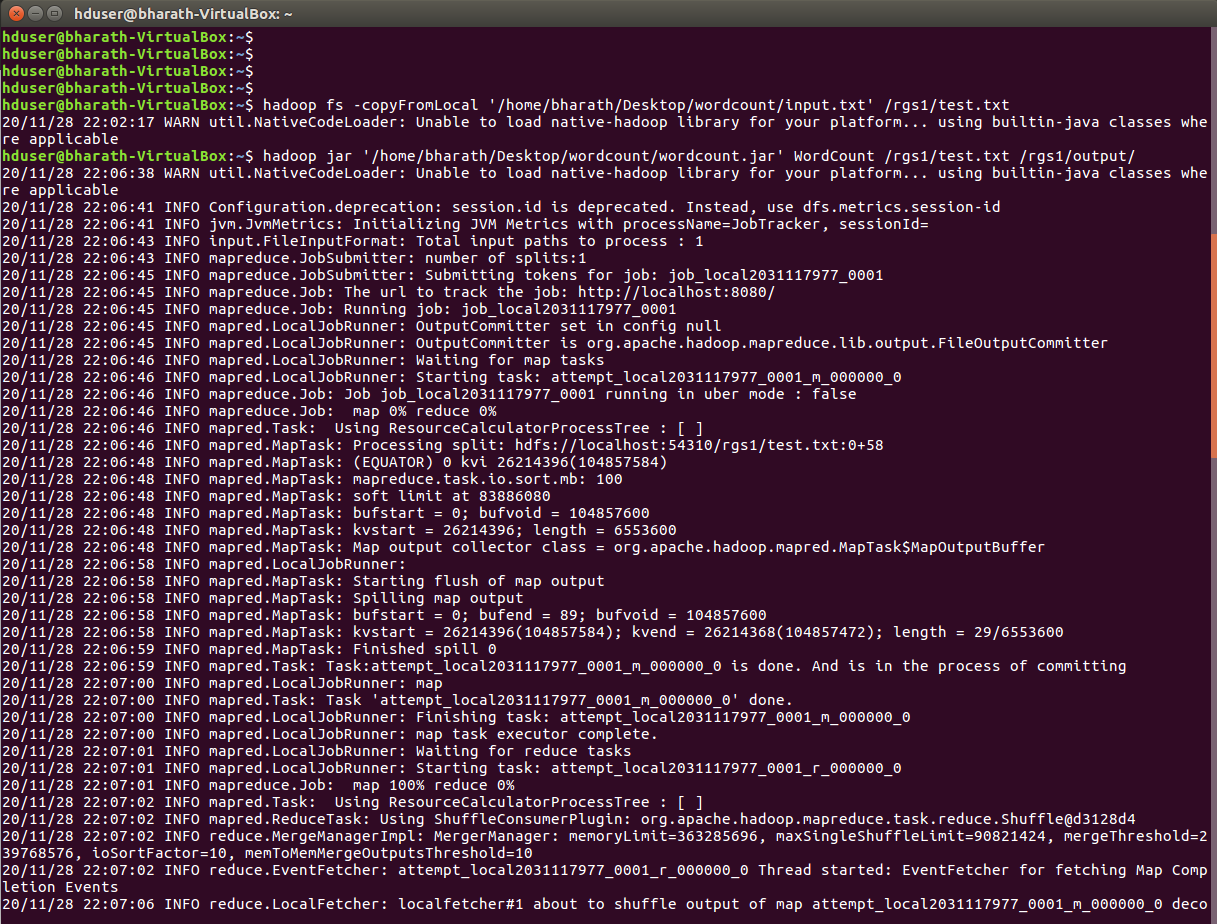 hduser@bharath-VirtualBox: ~
hduser@bharath-VirtualBox:~$
hduser@bharath-VirtualBox:~$
hduser@bharath-VirtualBox:~$
hduser@bharath-VirtualBox:~$
hduser@bharath-VirtualBox:~$ hadoop fs -copyFromLocal '/home/bharath/Desktop/wordcount/input.txt' /rgs1/test.txt
20/11/28 22:02:17 WARN util.NativeCodeLoader: Unable to load native-hadoop library for your platform... using builtin-java classes whe
re applicable
hduser@bharath-VirtualBox:~$ hadoop jar '/home/bharath/Desktop/wordcount/wordcount.jar' WordCount /rgs1/test.txt /rgs1/output/
20/11/28 22:06:38 WARN util.NativeCodeLoader: Unable to load native-hadoop library for your platform... using builtin-java classes whe
re applicable
20/11/28 22:06:41 INFO Configuration.deprecation: session.id is deprecated. Instead, use dfs.metrics.session-id
20/11/28 22:06:41 INFO jvm.JvmMetrics: Initializing JVM Metrics with processName=JobTracker, sessionId=
20/11/28 22:06:43 INFO input.FileInputFormat: Total input paths to process : 1
20/11/28 22:06:43 INFO mapreduce.JobSubmitter: number of splits:1
20/11/28 22:06:45 INFO mapreduce.JobSubmitter: Submitting tokens for job: job_local2031117977_0001
20/11/28 22:06:45 INFO mapreduce.Job: The url to track the job: http://localhost:8080/
20/11/28 22:06:45 INFO mapreduce.Job: Running job: job_local2031117977_0001
20/11/28 22:06:45 INFO mapred.LocalJobRunner: OutputCommitter set in config null
20/11/28 22:06:45 INFO mapred.LocalJobRunner: OutputCommitter is org.apache.hadoop.mapreduce.lib.output.FileOutputCommitter
20/11/28 22:06:46 INFO mapred.LocalJobRunner: Waiting for map tasks
20/11/28 22:06:46 INFO mapred.LocalJobRunner: Starting task: attempt_local2031117977_0001_m_000000_0
20/11/28 22:06:46 INFO mapreduce.Job: Job job_local2031117977_0001 running in uber mode : false
20/11/28 22:06:46 INFO mapreduce.Job:  map 0% reduce 0%
20/11/28 22:06:46 INFO mapred.Task:  Using ResourceCalculatorProcessTree : [ ]
20/11/28 22:06:46 INFO mapred.MapTask: Processing split: hdfs://localhost:54310/rgs1/test.txt:0+58
20/11/28 22:06:48 INFO mapred.MapTask: (EQUATOR) 0 kvi 26214396(104857584)
20/11/28 22:06:48 INFO mapred.MapTask: mapreduce.task.io.sort.mb: 100
20/11/28 22:06:48 INFO mapred.MapTask: soft limit at 83886080
20/11/28 22:06:48 INFO mapred.MapTask: bufstart = 0; bufvoid = 104857600
20/11/28 22:06:48 INFO mapred.MapTask: kvstart = 26214396; length = 6553600
20/11/28 22:06:48 INFO mapred.MapTask: Map output collector class = org.apache.hadoop.mapred.MapTask$MapOutputBuffer
20/11/28 22:06:58 INFO mapred.LocalJobRunner:
20/11/28 22:06:58 INFO mapred.MapTask: Starting flush of map output
20/11/28 22:06:58 INFO mapred.MapTask: Spilling map output
20/11/28 22:06:58 INFO mapred.MapTask: bufstart = 0; bufend = 89; bufvoid = 104857600
20/11/28 22:06:58 INFO mapred.MapTask: kvstart = 26214396(104857584); kvend = 26214368(104857472); length = 29/6553600
20/11/28 22:06:59 INFO mapred.MapTask: Finished spill 0
20/11/28 22:06:59 INFO mapred.Task: Task:attempt_local2031117977_0001_m_000000_0 is done. And is in the process of committing
20/11/28 22:07:00 INFO mapred.LocalJobRunner: map
20/11/28 22:07:00 INFO mapred.Task: Task 'attempt_local2031117977_0001_m_000000_0' done.
20/11/28 22:07:00 INFO mapred.LocalJobRunner: Finishing task: attempt_local2031117977_0001_m_000000_0
20/11/28 22:07:00 INFO mapred.LocalJobRunner: map task executor complete.
20/11/28 22:07:01 INFO mapred.LocalJobRunner: Waiting for reduce tasks
20/11/28 22:07:01 INFO mapred.LocalJobRunner: Starting task: attempt_local2031117977_0001_r_000000_0
20/11/28 22:07:01 INFO mapreduce.Job:  map 100% reduce 0%
20/11/28 22:07:02 INFO mapred.Task:  Using ResourceCalculatorProcessTree : [ ]
20/11/28 22:07:02 INFO mapred.ReduceTask: Using ShuffleConsumerPlugin: org.apache.hadoop.mapreduce.task.reduce.Shuffle@d3128d4
20/11/28 22:07:02 INFO reduce.MergeManagerImpl: MergerManager: memoryLimit=363285696, maxSingleShuffleLimit=90821424, mergeThreshold=2
39768576, ioSortFactor=10, memToMemMergeOutputsThreshold=10
20/11/28 22:07:02 INFO reduce.EventFetcher: attempt_local2031117977_0001_r_000000_0 Thread started: EventFetcher for fetching Map Comp
letion Events
20/11/28 22:07:06 INFO reduce.LocalFetcher: localfetcher#1 about to shuffle output of map attempt_local2031117977_0001_m_000000_0 deco